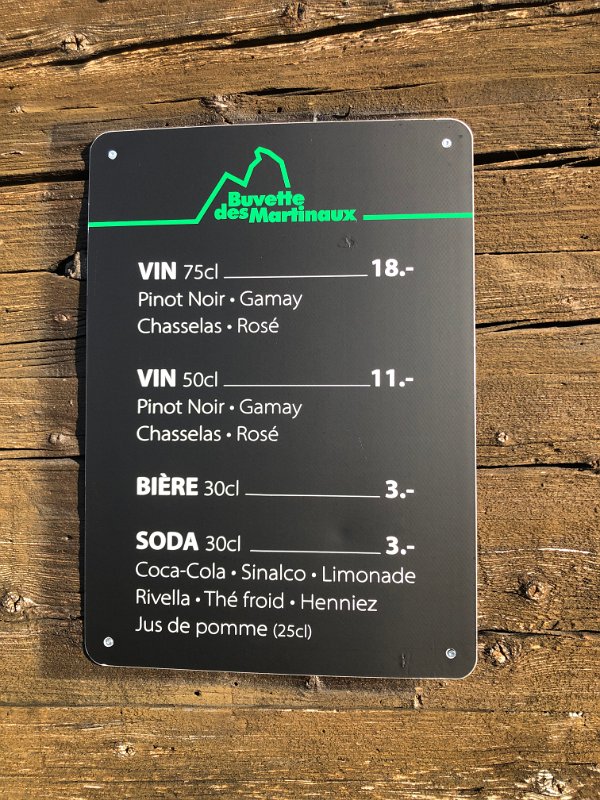 Buvette
des Martinaux
VIN 75cl 18.-
Pinot Noir • Gamay
Chasselas • Rosé
VIN 50cl 11.-
Pinot Noir • Gamay
Chasselas • Rosé
BIÈRE 30cl 3.-
SODA 30cl 3.-
Coca-Cola • Sinalco • Limonade
Rivella • Thé froid • Henniez
Jus de pomme (25cl)